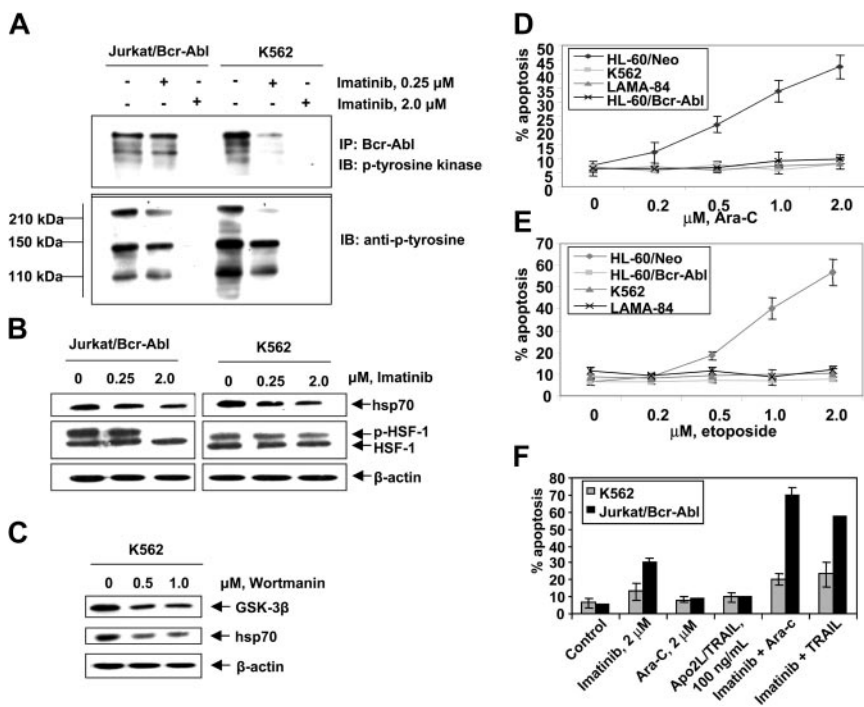 A
Jurkat/Bcr-Abl K562
- + - - + - Imatinib, 0.25 µM
- - + - - + Imatinib, 2.0 µM
IP: Bcr-Abl
IB: p-tyrosine kinase
210 kDa
150 kDa
110 kDa
IB: anti-p-tyrosine
B
Jurkat/Bcr-Abl K562
0 0.25 2.0 0 0.25 2.0 µM, Imatinib
hsp70
p-HSF-1
HSF-1
β-actin
C
K562
0 0.5 1.0 µM, Wortmanin
GSK-3β
hsp70
β-actin
D
% apoptosis
50
45
40
35
30
25
20
15
10
5
0
HL-60/Neo
K562
LAMA-84
HL-60/Bcr-Abl
0 0.2 0.5 1.0 2.0
µM, Ara-C
E
% apoptosis
70
60
50
40
30
20
10
0
HL-60/Neo
HL-60/Bcr-Abl
K562
LAMA-84
0 0.2 0.5 1.0 2.0
µM, etoposide
F
% apoptosis
80
70
60
50
40
30
20
10
0
K562
Jurkat/Bcr-Abl
Control
Imatinib, 2 µM
Ara-C, 2 µM
Apo2L/TRAIL,
100 ng/mL
Imatinib + Ara-c
Imatinib + TRAIL